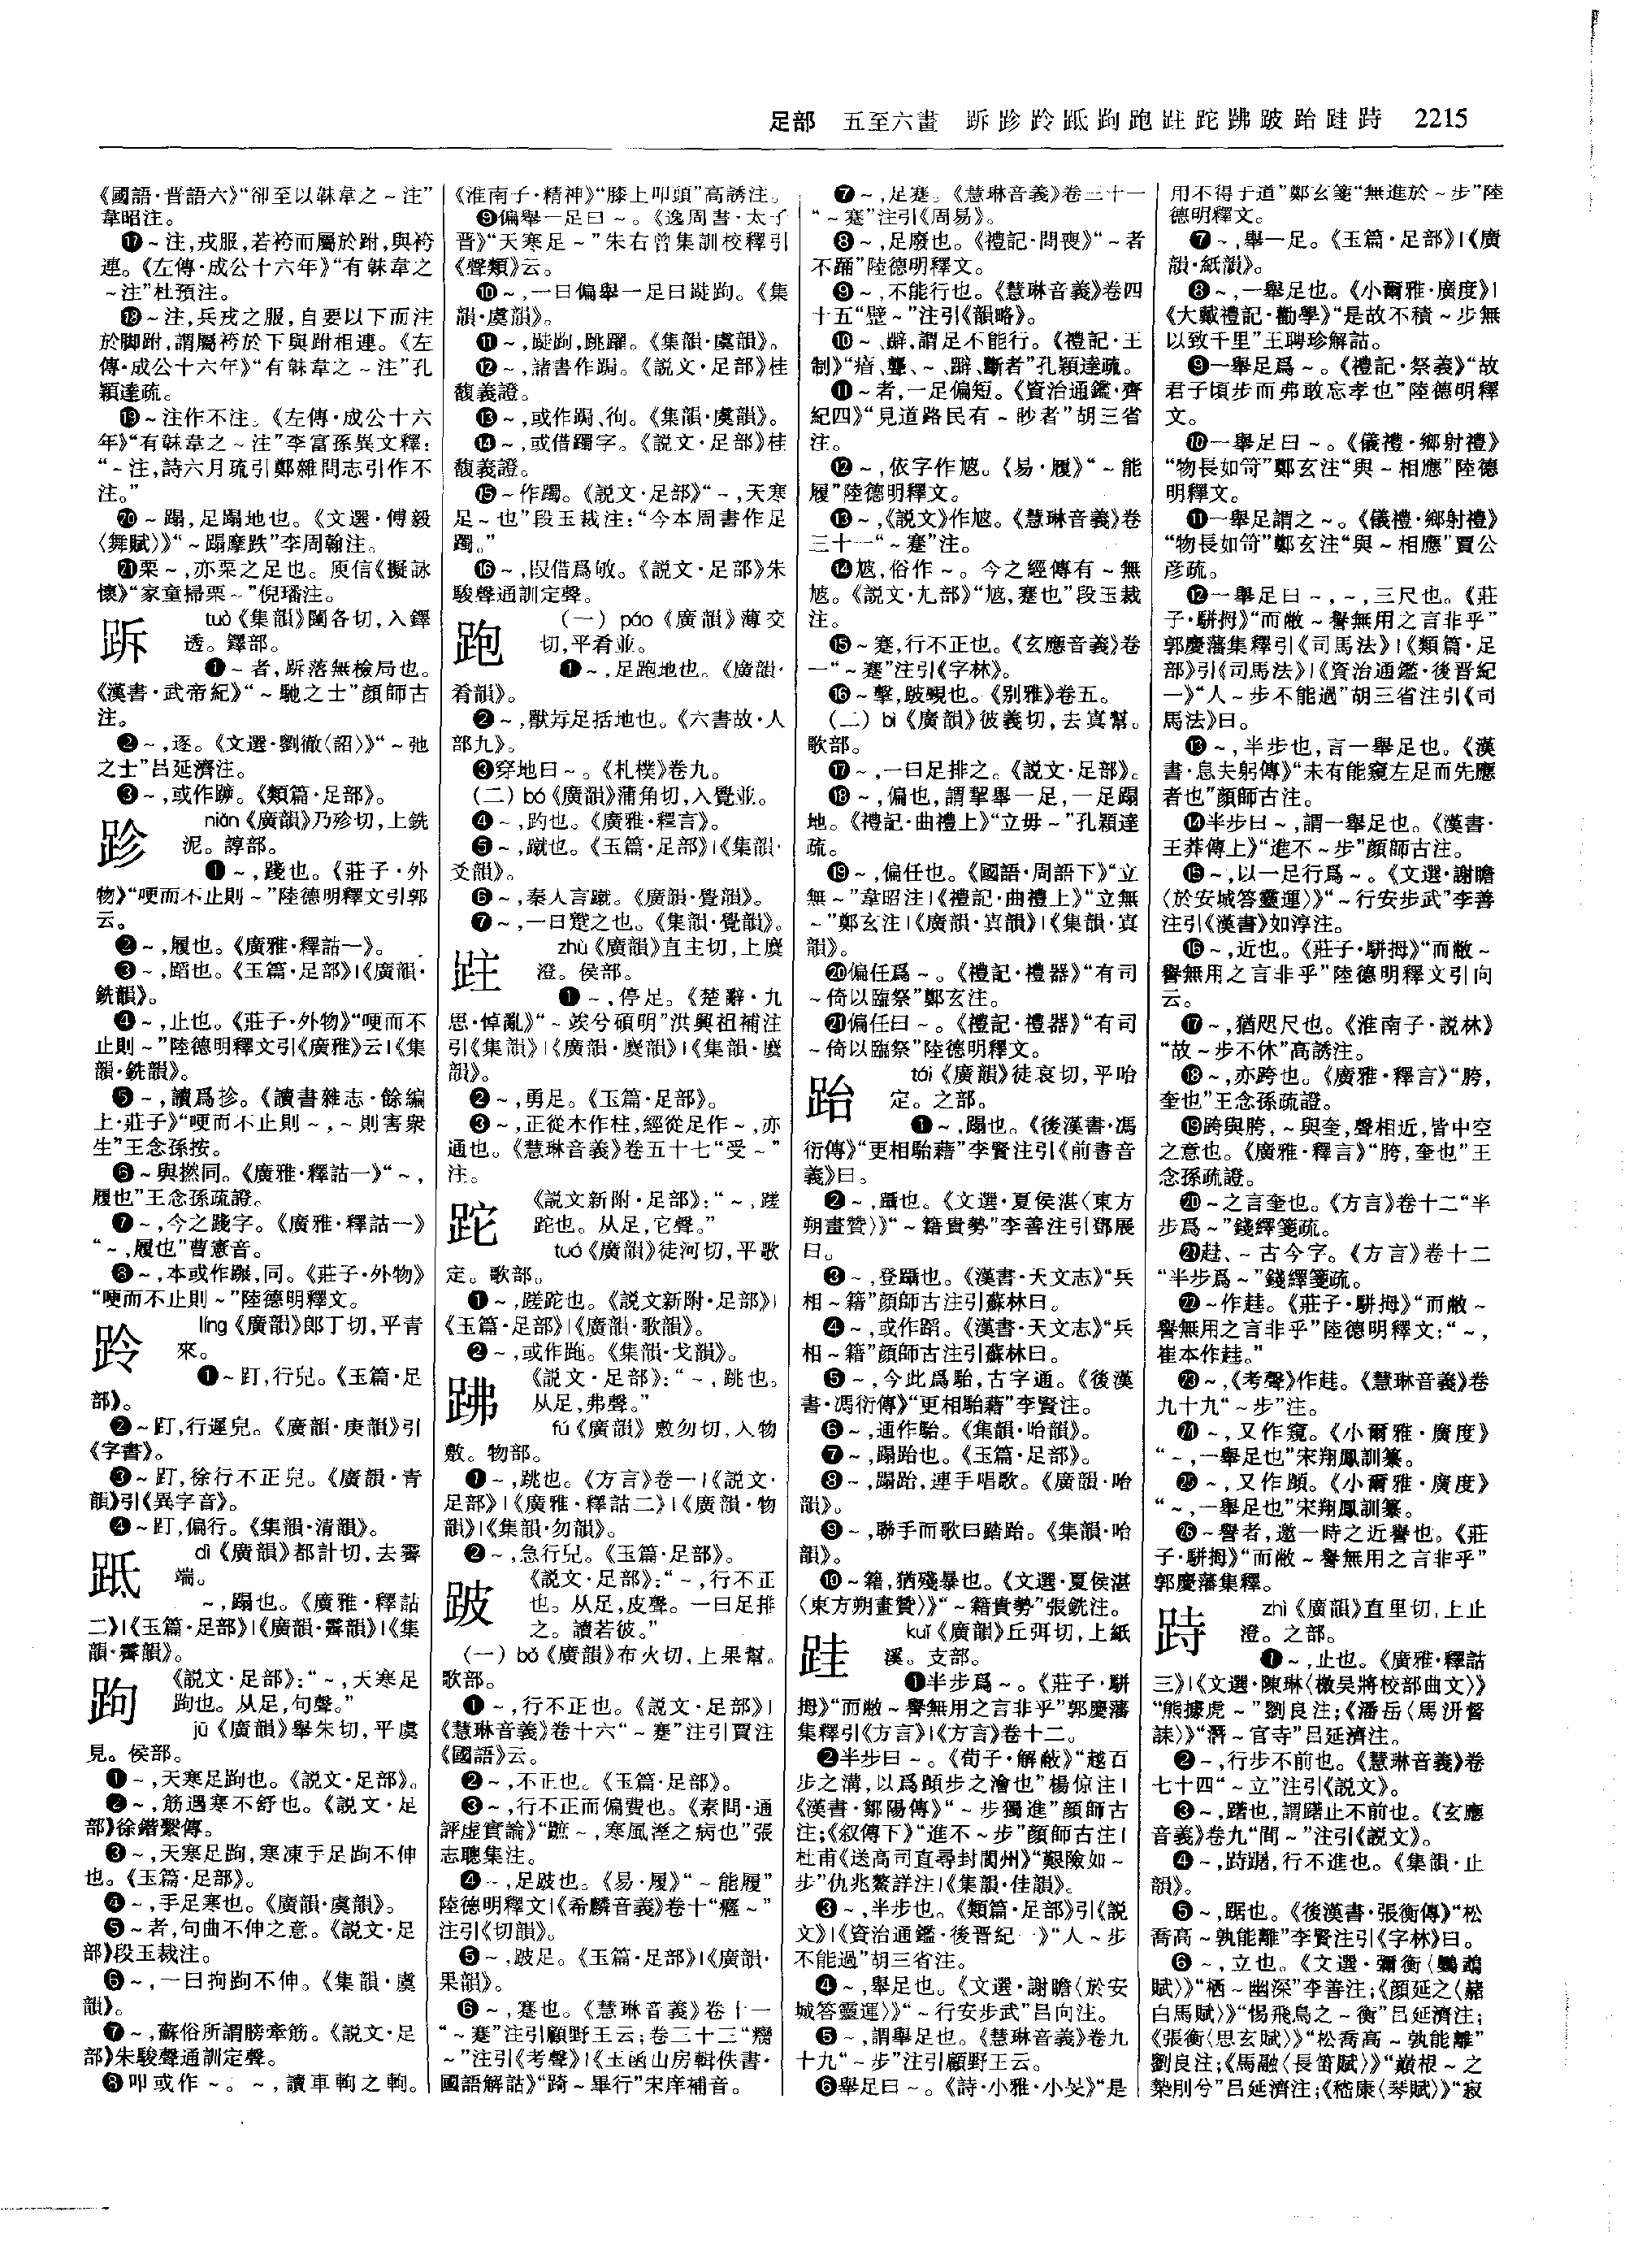 足部 五至六畫 跅跈跉䟡跔跑跓跎跰跛跆跬跱 2215
《國語·晋語六》“郤至以韎韋之~注”
韋昭注。
⓱~注,戎服,若袴而屬於跗,與袴
連。《左傳·成公十六年》“有韎韋之
~注”杜預注。
⓲~注,兵戎之服,自要以下而注
於脚跗,謂屬袴於下與跗相連。《左
傳·成公十六年》“有韎韋之~注”孔
穎達疏。
⓳~注作不注。《左傳·成公十六
年》“有韎韋之~注”李富孫異文釋:
“~注,詩六月疏引鄭雜問志引作不
注。”
⓴~蹋,足蹋地也。《文選·傅毅
〈舞賦〉》“~蹋摩跌”李周翰注。
㉑栗~,亦栗之足也。庾信《擬詠
懷》“家童掃栗~”倪璠注。
跅
tuò《集韻》闥各切,入鐸
透。鐸部。
❶~者,跅落無檢局也。
《漢書·武帝紀》“~馳之士”顔師古
注。
❷~,逐。《文選·劉徹〈詔〉》“~弛
之士”吕延濟注。
❸~,或作䟽。《類篇·足部》。
跈
niǎn《廣韻》乃殄切,上銑
泥。諄部。
❶~,踐也。《莊子·外
物》“哽而不止則~”陸德明釋文引郭
云。
❷~,履也。《廣雅·釋詁一》。
❸~,蹈也。《玉篇·足部》|《廣韻·
銑韻》。
❹~,止也。《莊子·外物》“哽而不
止則~”陸德明釋文引《廣雅》云|《集
韻·銑韻》。
❺~,讀爲抮。《讀書雜志·餘編
上·莊子》“哽而不止則~,~則害衆
生”王念孫按。
❻~與撚同。《廣雅·釋詁一》“~,
履也”王念孫疏證。
❼~,今之踐字。《廣雅·釋詁一》
“~,履也”曹憲音。
❽~,本或作蹍,同。《莊子·外物》
“哽而不止則~”陸德明釋文。
跉
líng《廣韻》郎丁切,平青
來。
❶~䟓,行皃。《玉篇·足
部》。
❷~䟓,行遲皃。《廣韻·庚韻》引
《字書》。
❸~䟓,徐行不正皃。《廣韻·青
韻》引《異字音》。
❹~䟓,偏行。《集韻·清韻》。
䟡
dì《廣韻》都計切,去霽
端。
~,蹋也。《廣雅·釋詁
二》|《玉篇·足部》|《廣韻·霽韻》|《集
韻·霽韻》。
跔
《説文·足部》:“~,天寒足
跔也。从足,句聲。”
jū《廣韻》舉朱切,平虞
見。侯部。
❶~,天寒足跔也。《説文·足部》。
❷~,筋遇寒不舒也。《説文·足
部》徐鍇繫傳。
❸~,天寒足跔,寒凍手足跔不伸
也。《玉篇·足部》。
❹~,手足寒也。《廣韻·虞韻》。
❺~者,句曲不伸之意。《説文·足
部》段玉裁注。
❻~,一曰拘跔不伸。《集韻·虞
韻》。
❼~,蘇俗所謂膀牽筋。《説文·足
部》朱駿聲通訓定聲。
❽叩或作~。~,讀車軥之軥。
《淮南子·精神》“膝上叩頭”高誘注。
❾偏舉一足曰~。《逸周書·太子
晋》“天寒足~”朱右曾集訓校釋引
《聲類》云。
❿~,一曰偏舉一足曰䟸跔。《集
韻·虞韻》。
⓫~,䟸跔,跳躍。《集韻·虞韻》。
⓬~,諸書作跼。《説文·足部》桂
馥義證。
⓭~,或作跼、佝。《集韻·虞韻》。
⓮~,或借躅字。《説文·足部》桂
馥義證。
⓯~作躅。《説文·足部》“~,天寒
足~也”段玉裁注:“今本周書作足
躅。”
⓰~,叚借爲敂。《説文·足部》朱
駿聲通訓定聲。
跑
(一) páo《廣韻》薄交
切,平肴並。
❶~,足跑地也。《廣韻·
肴韻》。
❷~,獸前足括地也。《六書故·人
部九》。
❸穿地曰~。《札樸》卷九。
(二) bó《廣韻》蒲角切,入覺並。
❹~,趵也。《廣雅·釋言》。
❺~,蹴也。《玉篇·足部》|《集韻·
爻韻》。
❻~,秦人言蹴。《廣韻·覺韻》。
❼~,一曰蹵之也。《集韻·覺韻》。
跓
zhù《廣韻》直主切,上麌
澄。侯部。
❶~,停足。《楚辭·九
思·悼亂》“~竢兮碩明”洪興祖補注
引《集韻》|《廣韻·麌韻》|《集韻·麌
韻》。
❷~,勇足。《玉篇·足部》。
❸~,正從木作柱,經從足作~,亦
通也。《慧琳音義》卷五十七“受~”
注。
跎
《説文新附·足部》:“~,蹉
跎也。从足,它聲。”
tuó《廣韻》徒河切,平歌
定。歌部。
❶~,蹉跎也。《説文新附·足部》|
《玉篇·足部》|《廣韻·歌韻》。
❷~,或作跑。《集韻·戈韻》。
跰
《説文·足部》:“~,跳也。
从足,弗聲。”
fú《廣韻》敷勿切,入物
敷。物部。
❶~,跳也。《方言》卷一|《説文·
足部》|《廣雅·釋詁二》|《廣韻·物
韻》|《集韻·勿韻》。
❷~,急行皃。《玉篇·足部》。
跛
《説文·足部》:“~,行不正
也。从足,皮聲。一曰足排
之。讀若彼。”
(一) bǒ《廣韻》布火切,上果幫。
歌部。
❶~,行不正也。《説文·足部》|
《慧琳音義》卷十六“~蹇”注引賈注
《國語》云。
❷~,不正也。《玉篇·足部》。
❸~,行不正而偏費也。《素問·通
評虚實論》“蹠~,寒風溼之病也”張
志聰集注。
❹~,足跛也。《易·履》“~能履”
陸德明釋文|《希麟音義》卷十“癃~”
注引《切韻》。
❺~,跛足。《玉篇·足部》|《廣韻·
果韻》。
❻~,蹇也。《慧琳音義》卷十一
“~蹇”注引顧野王云;卷二十三“癵
~”注引《考聲》|《玉函山房輯佚書·
國語解詁》“踦~畢行”宋庠補音。
❼~,足蹇。《慧琳音義》卷三十一
“~蹇”注引《周易》。
❽~,足廢也。《禮記·問喪》“~者
不踊”陸德明釋文。
❾~,不能行也。《慧琳音義》卷四
十五“躄~”注引《韻略》。
❿~、躃,謂足不能行。《禮記·王
制》“瘖、聾、~、躃、斷者”孔穎達疏。
⓫~者,一足偏短。《資治通鑑·齊
紀四》“見道路民有~眇者”胡三省
注。
⓬~,依字作尳。《易·履》“~能
履”陸德明釋文。
⓭~,《説文》作尳。《慧琳音義》卷
三十一“~蹇”注。
⓮尳,俗作~。今之經傳有~無
尳。《説文·尢部》“尳,蹇也”段玉裁
注。
⓯~蹇,行不正也。《玄應音義》卷
一“~蹇”注引《字林》。
⓰~擊,跛覡也。《别雅》卷五。
(二) bì《廣韻》彼義切,去寘幫。
歌部。
⓱~,一曰足排之。《説文·足部》。
⓲~,偏也,謂挈舉一足,一足蹋
地。《禮記·曲禮上》“立毋~”孔穎達
疏。
⓳~,偏任也。《國語·周語下》“立
無~”韋昭注|《禮記·曲禮上》“立無
~”鄭玄注|《廣韻·寘韻》|《集韻·寘
韻》。
⓴偏任爲~。《禮記·禮器》“有司
~倚以臨祭”鄭玄注。
㉑偏任曰~。《禮記·禮器》“有司
~倚以臨祭”陸德明釋文。
跆
tái《廣韻》徒哀切,平咍
定。之部。
❶~,蹋也。《後漢書·馮
衍傳》“更相駘藉”李賢注引《前書音
義》曰。
❷~,躡也。《文選·夏侯湛〈東方
朔畫贊〉》“~籍貴勢”李善注引鄧展
曰。
❸~,登躡也。《漢書·天文志》“兵
相~籍”顔師古注引蘇林曰。
❹~,或作蹈。《漢書·天文志》“兵
相~籍”顔師古注引蘇林曰。
❺~,今此爲駘,古字通。《後漢
書·馮衍傳》“更相駘藉”李賢注。
❻~,通作駘。《集韻·咍韻》。
❼~,蹋跆也。《玉篇·足部》。
❽~,蹋跆,連手唱歌。《廣韻·咍
韻》。
❾~,聯手而歌曰踏跆。《集韻·咍
韻》。
❿~籍,猶殘暴也。《文選·夏侯湛
〈東方朔畫贊〉》“~籍貴勢”張銑注。
跬
kuǐ《廣韻》丘弭切,上紙
溪。支部。
❶半步爲~。《莊子·駢
拇》“而敝~譽無用之言非乎”郭慶藩
集釋引《方言》|《方言》卷十二。
❷半步曰~。《荀子·解蔽》“越百
步之溝,以爲蹞步之澮也”楊倞注|
《漢書·鄒陽傳》“~步獨進”顔師古
注;《叙傳下》“進不~步”顔師古注|
杜甫《送高司直尋封閬州》“艱險如~
步”仇兆鰲詳注|《集韻·佳韻》。
❸~,半步也。《類篇·足部》引《説
文》|《資治通鑑·後晋紀一》“人~步
不能過”胡三省注。
❹~,舉足也。《文選·謝瞻〈於安
城答靈運〉》“~行安步武”吕向注。
❺~,謂舉足也。《慧琳音義》卷九
十九“~步”注引顧野王云。
❻舉足曰~。《詩·小雅·小旻》“是
用不得于道”鄭玄箋“無進於~步”陸
德明釋文。
❼~,舉一足。《玉篇·足部》|《廣
韻·紙韻》。
❽~,一舉足也。《小爾雅·廣度》|
《大戴禮記·勸學》“是故不積~步無
以致千里”王聘珍解詁。
❾一舉足爲~。《禮記·祭義》“故
君子頃步而弗敢忘孝也”陸德明釋
文。
❿一舉足曰~。《儀禮·鄉射禮》
“物長如笴”鄭玄注“與~相應”陸德
明釋文。
⓫一舉足謂之~。《儀禮·鄉射禮》
“物長如笴”鄭玄注“與~相應”賈公
彦疏。
⓬一舉足曰~,~,三尺也。《莊
子·駢拇》“而敝~譽無用之言非乎”
郭慶藩集釋引《司馬法》|《類篇·足
部》引《司馬法》|《資治通鑑·後晋紀
一》“人~步不能過”胡三省注引《司
馬法》曰。
⓭~,半步也,言一舉足也。《漢
書·息夫躬傳》“未有能窺左足而先應
者也”顔師古注。
⓮半步曰~,謂一舉足也。《漢書·
王莽傳上》“進不~步”顔師古注。
⓯~,以一足行爲~。《文選·謝瞻
〈於安城答靈運〉》“~行安步武”李善
注引《漢書》如淳注。
⓰~,近也。《莊子·駢拇》“而敝~
譽無用之言非乎”陸德明釋文引向
云。
⓱~,猶咫尺也。《淮南子·説林》
“故~步不休”高誘注。
⓲~,亦跨也。《廣雅·釋言》“胯,
奎也”王念孫疏證。
⓳跨與胯,~與奎,聲相近,皆中空
之意也。《廣雅·釋言》“胯,奎也”王
念孫疏證。
⓴~之言奎也。《方言》卷十二“半
步爲~”錢繹箋疏。
㉑趌、~古今字。《方言》卷十二
“半步爲~”錢繹箋疏。
㉒~作趌。《莊子·駢拇》“而敝~
譽無用之言非乎”陸德明釋文:“~,
崔本作趌。”
㉓~,《考聲》作趌。《慧琳音義》卷
九十九“~步”注。
㉔~,又作窺。《小爾雅·廣度》
“~,一舉足也”宋翔鳳訓纂。
㉕~,又作頤。《小爾雅·廣度》
“~,一舉足也”宋翔鳳訓纂。
㉖~譽者,邀一時之近譽也。《莊
子·駢拇》“而敝~譽無用之言非乎”
郭慶藩集釋。
跱
zhì《廣韻》直里切,上止
澄。之部。
❶~,止也。《廣雅·釋詁
三》|《文選·陳琳〈檄吴將校部曲文〉》
“熊據虎~”劉良注;《潘岳〈馬汧督
誄〉》“潛~官寺”吕延濟注。
❷~,行步不前也。《慧琳音義》卷
七十四“~立”注引《説文》。
❸~,躇也,謂躇止不前也。《玄應
音義》卷九“間~”注引《説文》。
❹~,跱躇,行不進也。《集韻·止
韻》。
❺~,踞也。《後漢書·張衡傳》“松
喬高~孰能離”李賢注引《字林》曰。
❻~,立也。《文選·禰衡〈鸚鵡
賦〉》“栖~幽深”李善注;《顔延之〈赭
白馬賦〉》“惕飛鳥之~衡”吕延濟注;
《張衡〈思玄賦〉》“松喬高~孰能離”
劉良注;《馬融〈長笛賦〉》“巔根~之
槷刖兮”吕延濟注;《嵇康〈琴賦〉》“寂